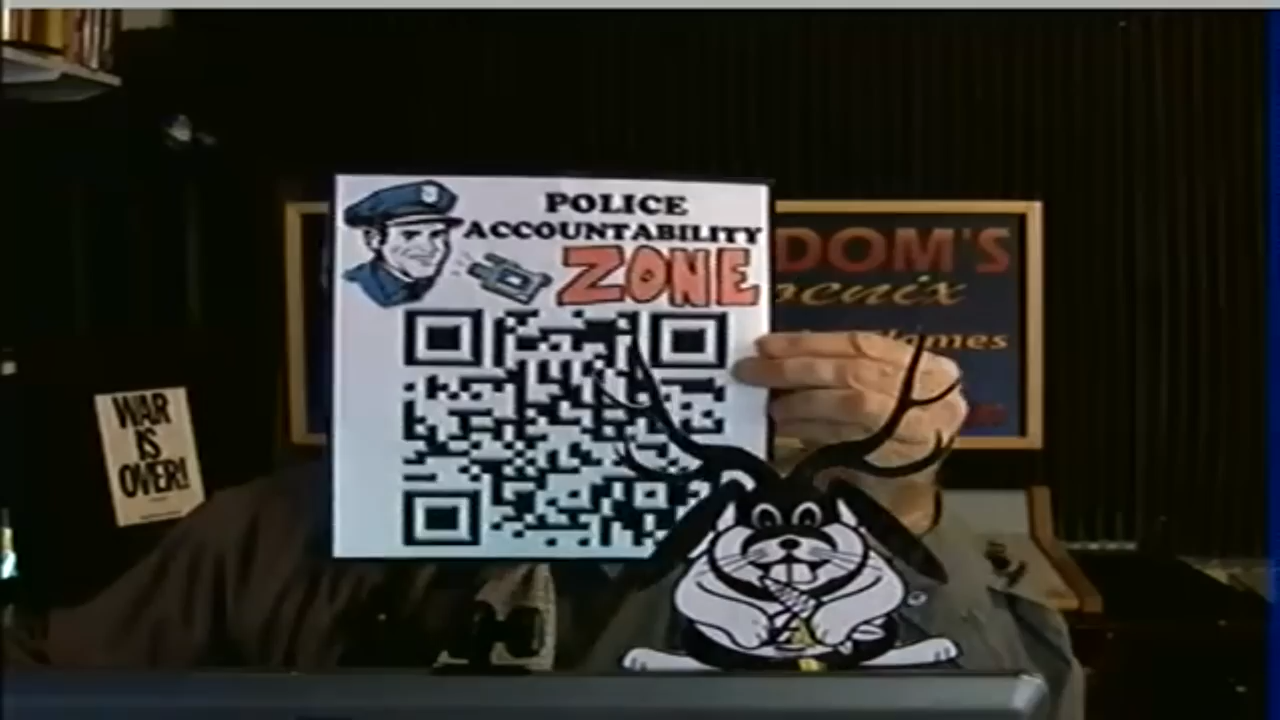 POLICE
ACCOUNTABILITY
ZONE
DOM'S
WAR
IS
OVER!